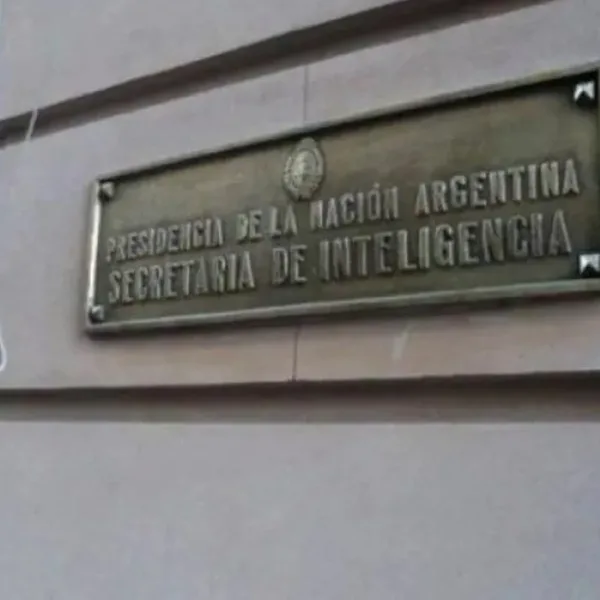 PRESIDENCIA DE LA NACIÓN ARGENTINA
SECRETARIA DE INTELIGENCIA